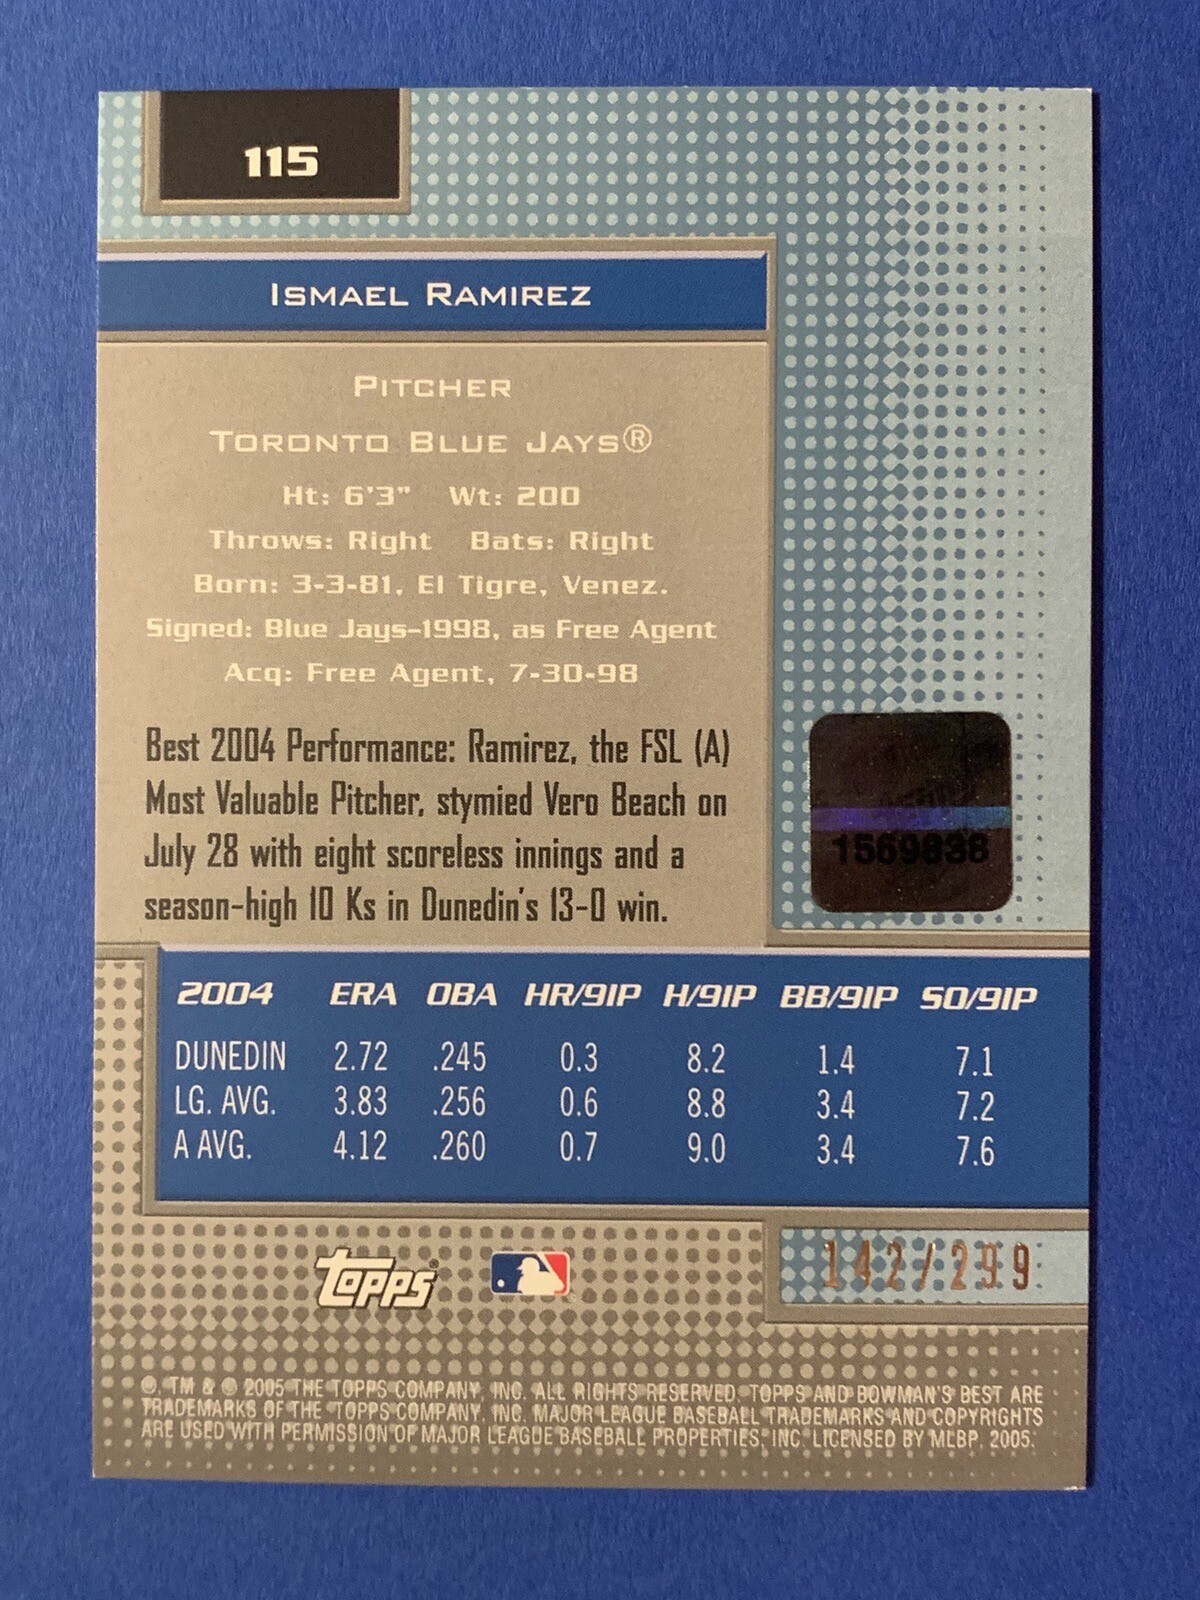 115
ISMAEL RAMIREZ
PITCHER
TORONTO BLUE JAYS®
Ht: 6'3" Wt: 200
Throws: Right Bats: Right
Born: 3-3-81, El Tigre, Venez.
Signed: Blue Jays-1998, as Free Agent
Acq: Free Agent, 7-30-98
Best 2004 Performance: Ramirez, the FSL (A)
Most Valuable Pitcher, stymied Vero Beach on
July 28 with eight scoreless innings and a
season-high 10 Ks in Dunedin's 13-0 win.
1569838
2004 ERA OBA HR/9IP H/9IP BB/9IP SO/9IP
DUNEDIN 2.72 .245 0.3 8.2 1.4 7.1
LG. AVG. 3.83 .256 0.6 8.8 3.4 7.2
A AVG. 4.12 .260 0.7 9.0 3.4 7.6
142/299
TOPPS
®, TM & © 2005 THE TOPPS COMPANY, INC. ALL RIGHTS RESERVED. TOPPS AND BOWMAN'S BEST ARE
TRADEMARKS OF THE TOPPS COMPANY, INC. MAJOR LEAGUE BASEBALL TRADEMARKS AND COPYRIGHTS
ARE USED WITH PERMISSION OF MAJOR LEAGUE BASEBALL PROPERTIES, INC. LICENSED BY MLBP, 2005.